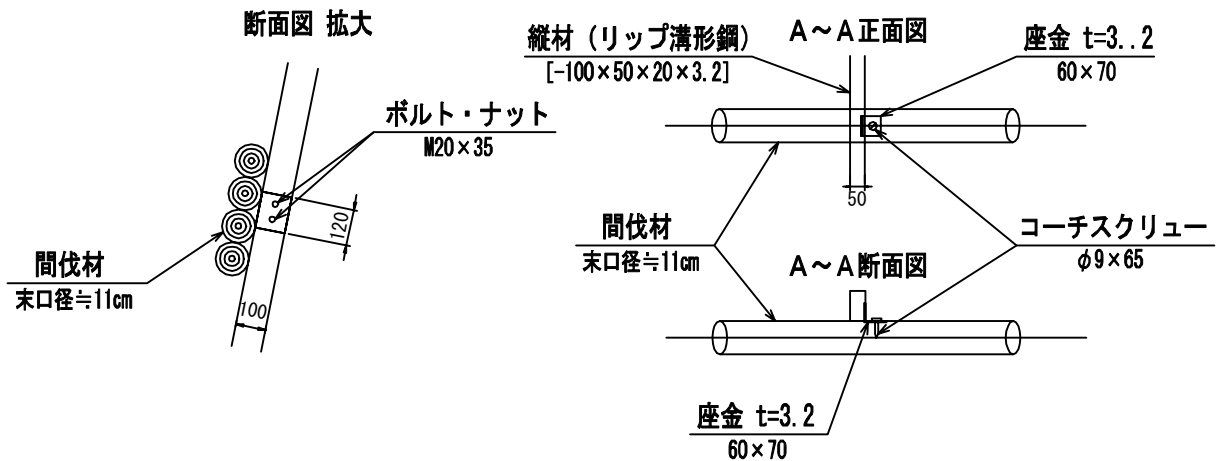 断面図 拡大
ボルト・ナット
M20×35
120
間伐材
末口径≒11cm
100
縦材（リップ溝形鋼）
[-100×50×20×3.2]
A～A正面図
座金 t=3..2
60×70
50
間伐材
末口径≒11cm
コーチスクリュー
φ9×65
A～A断面図
座金 t=3.2
60×70